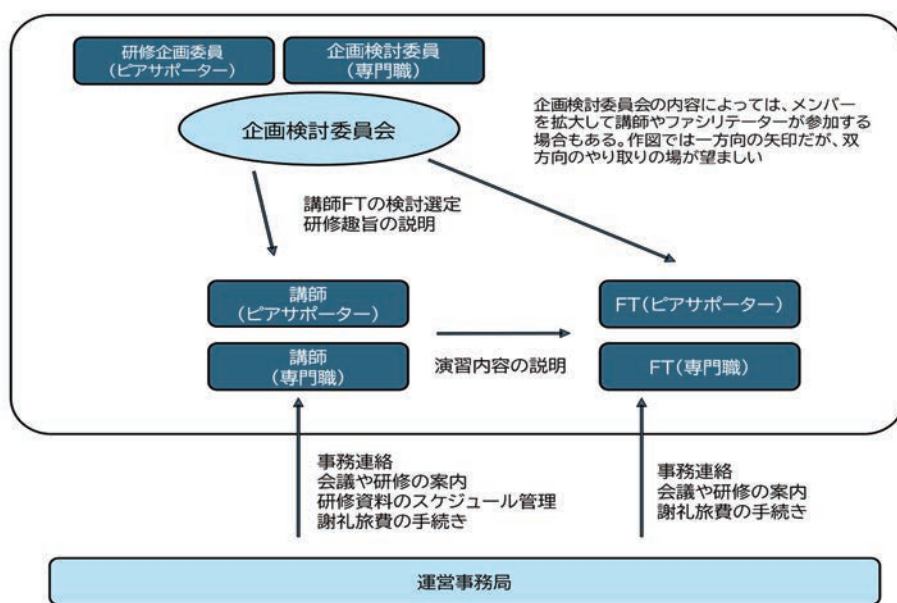 研修企画委員
(ピアサポーター)
企画検討委員
(専門職)
企画検討委員会
企画検討委員会の内容によっては、メンバー
を拡大して講師やファシリテーターが参加する
場合もある。作図では一方向の矢印だが、双
方向のやり取りの場が望ましい
講師FTの検討選定
研修趣旨の説明
講師
(ピアサポーター)
FT(ピアサポーター)
講師
(専門職)
演習内容の説明
FT(専門職)
事務連絡
会議や研修の案内
研修資料のスケジュール管理
謝礼旅費の手続き
事務連絡
会議や研修の案内
謝礼旅費の手続き
運営事務局